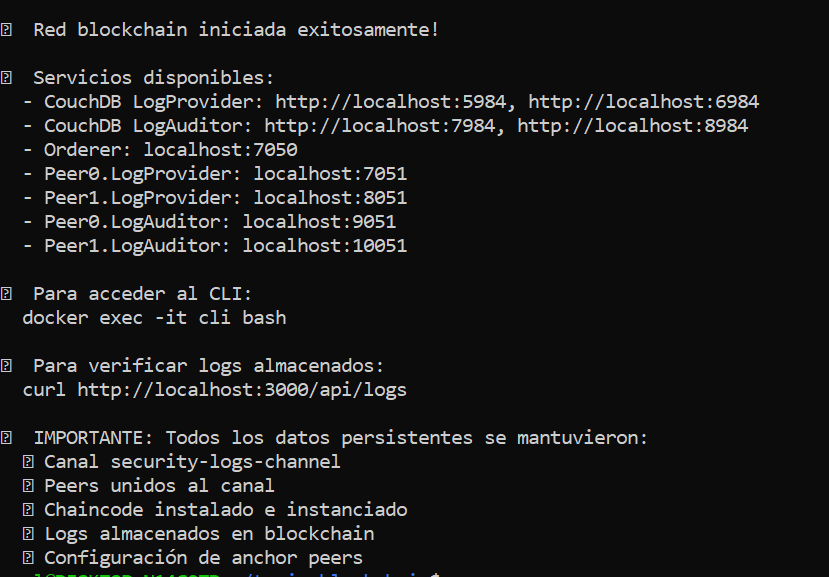 Red blockchain iniciada exitosamente!
Servicios disponibles:
- CouchDB LogProvider: http://localhost:5984, http://localhost:6984
- CouchDB LogAuditor: http://localhost:7984, http://localhost:8984
- Orderer: localhost:7050
- Peer0.LogProvider: localhost:7051
- Peer1.LogProvider: localhost:8051
- Peer0.LogAuditor: localhost:9051
- Peer1.LogAuditor: localhost:10051
Para acceder al CLI:
docker exec -it cli bash
Para verificar logs almacenados:
curl http://localhost:3000/api/logs
IMPORTANTE: Todos los datos persistentes se mantuvieron:
Canal security-logs-channel
Peers unidos al canal
Chaincode instalado e instanciado
Logs almacenados en blockchain
Configuración de anchor peers